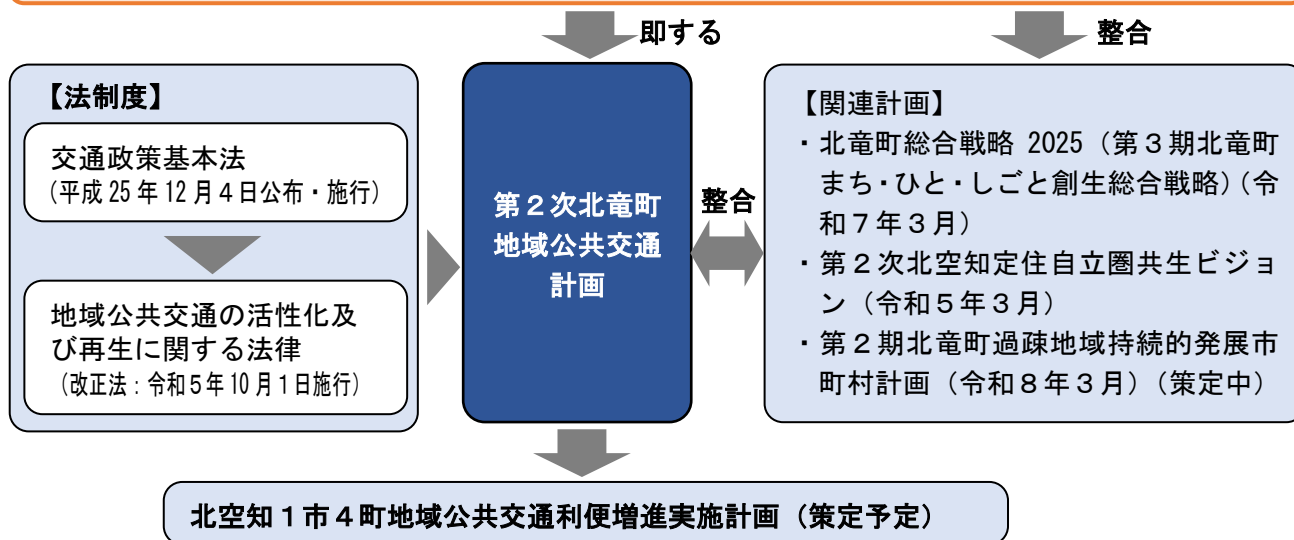 即する
整合
【法制度】
交通政策基本法
（平成 25 年 12 月４日公布・施行）
地域公共交通の活性化及
び再生に関する法律
（改正法：令和５年 10 月１日施行）
第２次北竜町
地域公共交通
計画
整合
【関連計画】
・北竜町総合戦略 2025（第３期北竜町
まち・ひと・しごと創生総合戦略）（令
和７年３月）
・第２次北空知定住自立圏共生ビジョ
ン（令和５年３月）
・第２期北竜町過疎地域持続的発展市
町村計画（令和８年３月）（策定中）
北空知１市４町地域公共交通利便増進実施計画（策定予定）